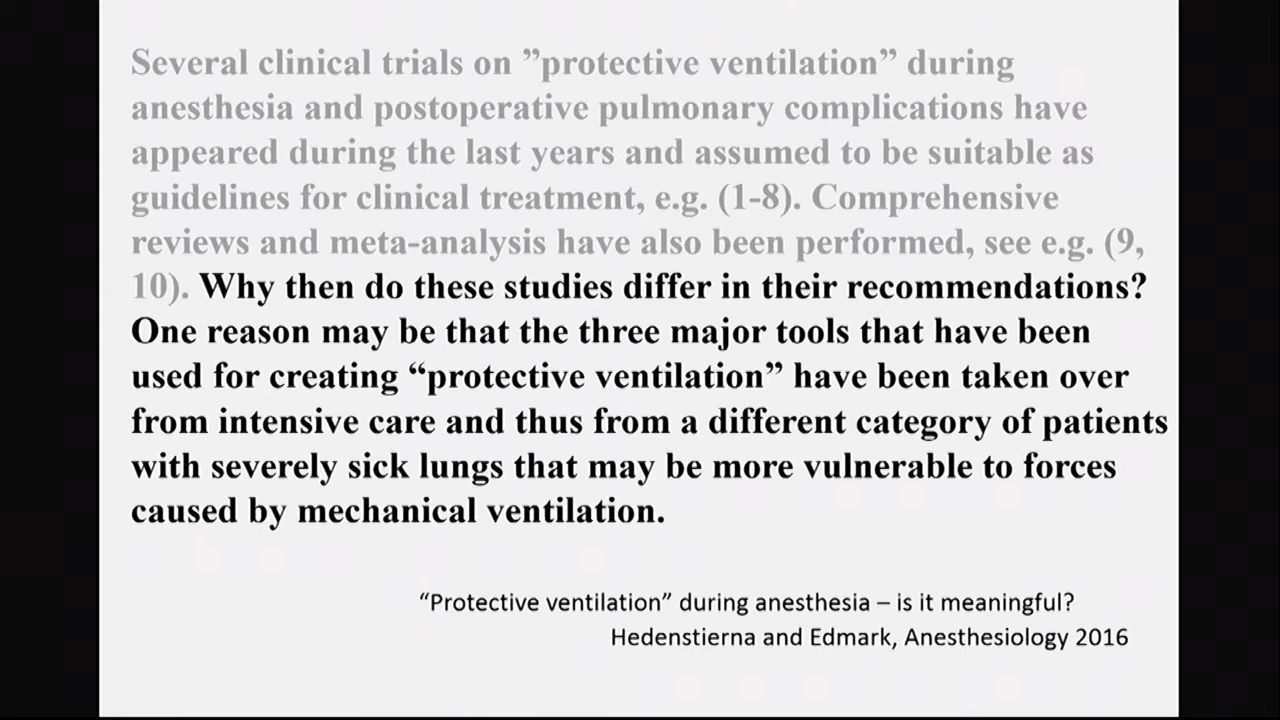 Several clinical trials on ”protective ventilation” during
anesthesia and postoperative pulmonary complications have
appeared during the last years and assumed to be suitable as
guidelines for clinical treatment, e.g. (1-8). Comprehensive
reviews and meta-analysis have also been performed, see e.g. (9,
10). Why then do these studies differ in their recommendations?
One reason may be that the three major tools that have been
used for creating “protective ventilation” have been taken over
from intensive care and thus from a different category of patients
with severely sick lungs that may be more vulnerable to forces
caused by mechanical ventilation.
“Protective ventilation” during anesthesia – is it meaningful?
Hedenstierna and Edmark, Anesthesiology 2016